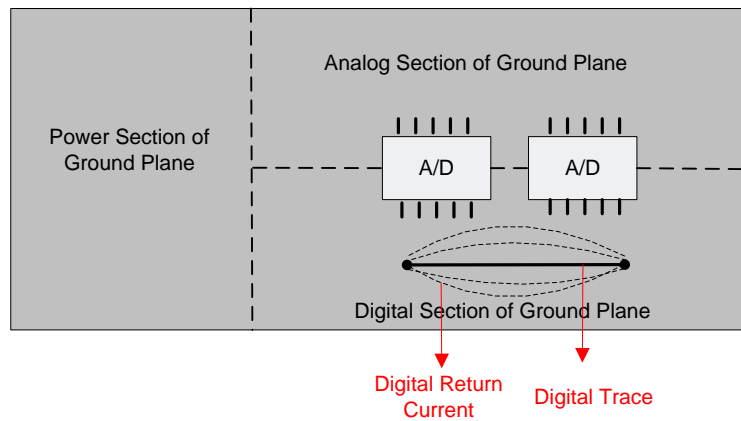 Analog Section of Ground Plane
Power Section of
Ground Plane
A/D
A/D
Digital Section of Ground Plane
Digital Return
Current
Digital Trace